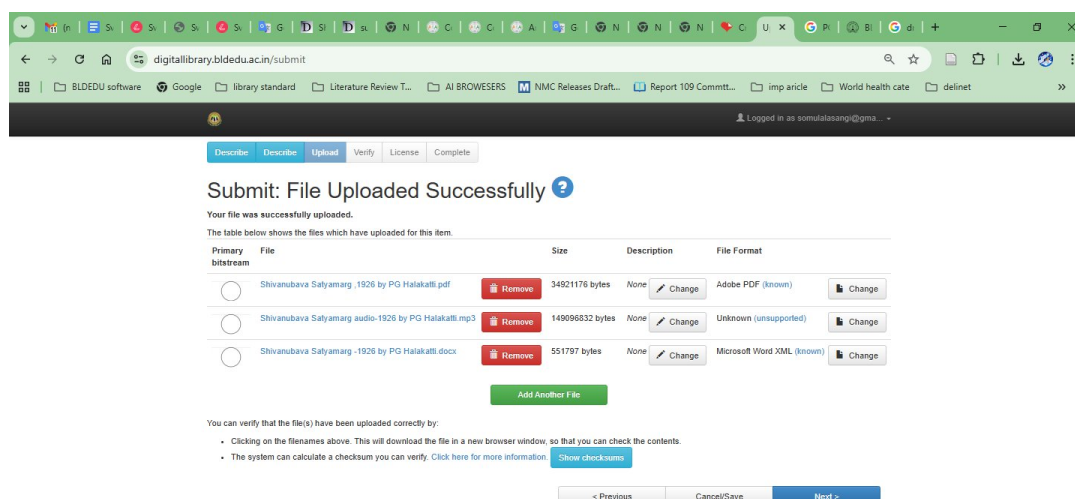 digitallibrary.bldedu.ac.in/submit
BLDEDU software Google library standard Literature Review T... AI BROWESERS NMC Releases Draft... Report 109 Committ... imp aricle World health cate delinet »
Logged in as somulalasangi@gma...
Describe Describe Upload Verify License Complete
Submit: File Uploaded Successfully ?
Your file was successfully uploaded.
The table below shows the files which have uploaded for this item.
Primary bitstream File Size Description File Format
Shivanubava Satyamarg ,1926 by PG Halakatti.pdf Remove 34921176 bytes None Change Adobe PDF (known) Change
Shivanubava Satyamarg audio-1926 by PG Halakatti.mp3 Remove 149096832 bytes None Change Unknown (unsupported) Change
Shivanubava Satyamarg -1926 by PG Halakatti.docx Remove 551797 bytes None Change Microsoft Word XML (known) Change
Add Another File
You can verify that the file(s) have been uploaded correctly by:
Clicking on the filenames above. This will download the file in a new browser window, so that you can check the contents.
The system can calculate a checksum you can verify. Click here for more information. Show checksums
< Previous Cancel/Save Next >